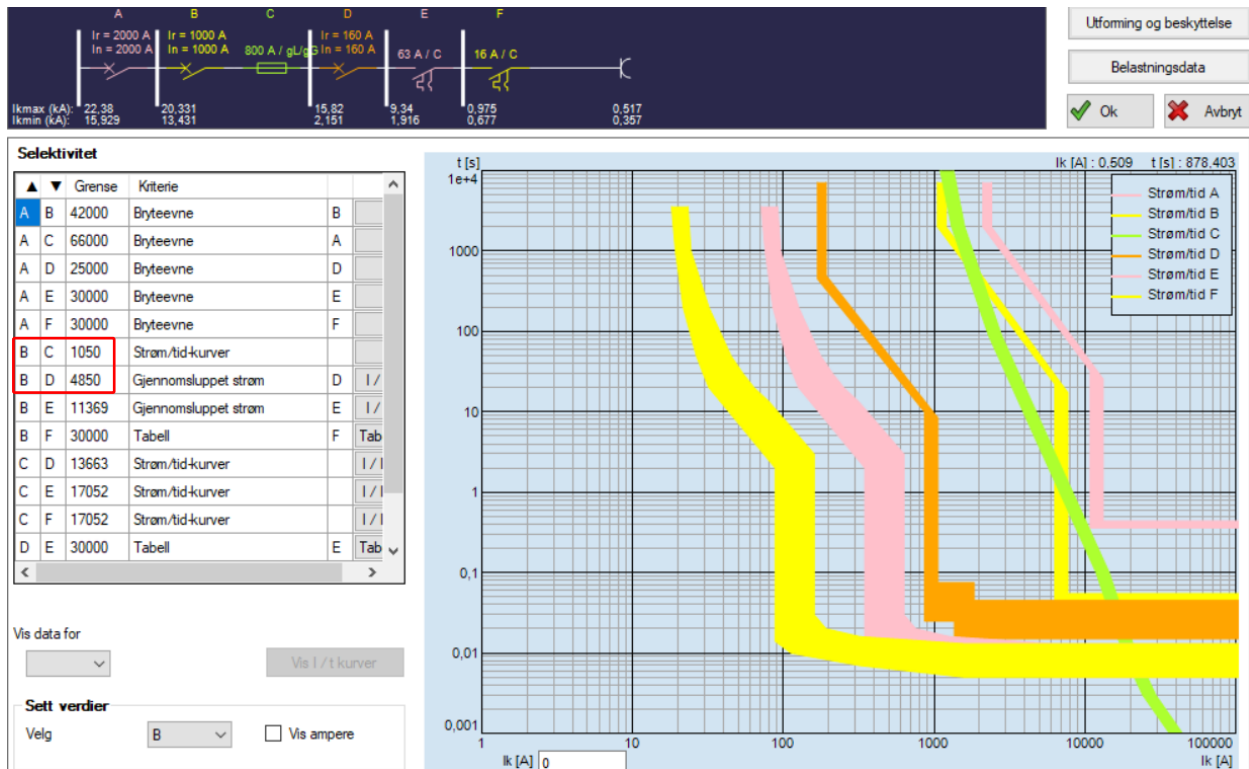 A B C D E F
Ir = 2000 A Ir = 1000 A Ir = 160 A
In = 2000 A In = 1000 A 800 A / gL/gG In = 160 A 63 A / C 16 A / C
Ikmax (kA): 22,38 20,331 15,82 9,34 0,975 0,517
Ikmin (kA): 15,929 13,431 2,151 1,916 0,677 0,357
Utforming og beskyttelse
Belastningsdata
Ok Avbryt
Selektivitet
▲ ▼ Grense Kriterie
A B 42000 Bryteevne B
A C 66000 Bryteevne A
A D 25000 Bryteevne D
A E 30000 Bryteevne E
A F 30000 Bryteevne F
B C 1050 Strøm/tid-kurver
B D 4850 Gjennomsluppet strøm D I /
B E 11369 Gjennomsluppet strøm E I /
B F 30000 Tabell F Tab
C D 13663 Strøm/tid-kurver I / I
C E 17052 Strøm/tid-kurver I / I
C F 17052 Strøm/tid-kurver I / I
D E 30000 Tabell E Tab
Vis data for
Vis I / t kurver
Sett verdier
Velg B Vis ampere
t [s] Ik [A] : 0,509 t [s] : 878,403
1e+4
1000
100
10
1
0,1
0,01
0,001
Strøm/tid A
Strøm/tid B
Strøm/tid C
Strøm/tid D
Strøm/tid E
Strøm/tid F
1 10 100 1000 10000 100000
Ik [A] 0 Ik [A]